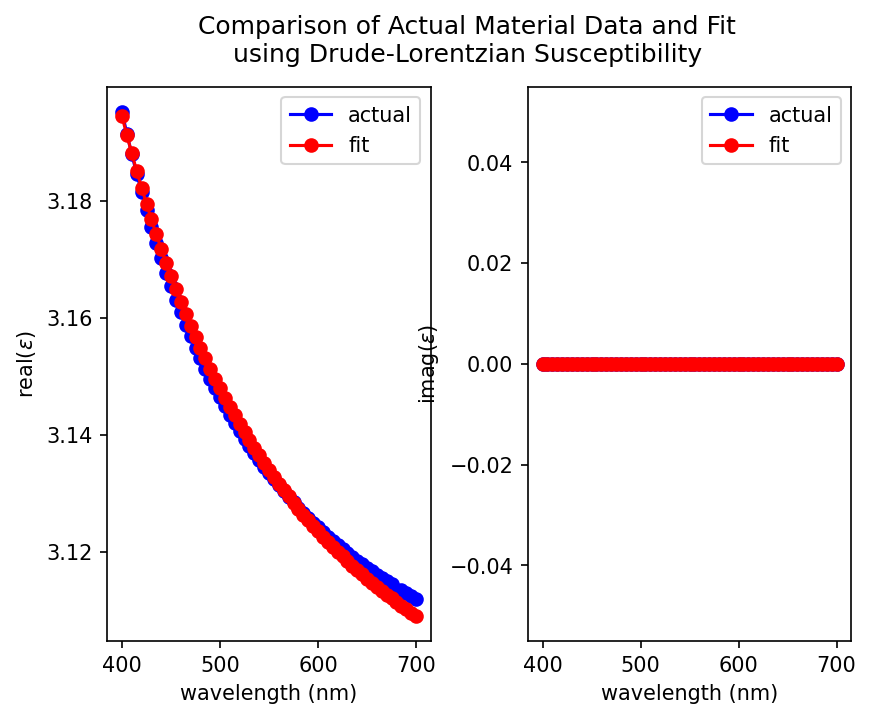 Comparison of Actual Material Data and Fit
using Drude-Lorentzian Susceptibility
actual
fit
3.18
3.16
3.14
3.12
real(ε)
400
500
600
700
wavelength (nm)
actual
fit
0.04
0.02
0.00
−0.02
−0.04
imag(ε)
400
500
600
700
wavelength (nm)